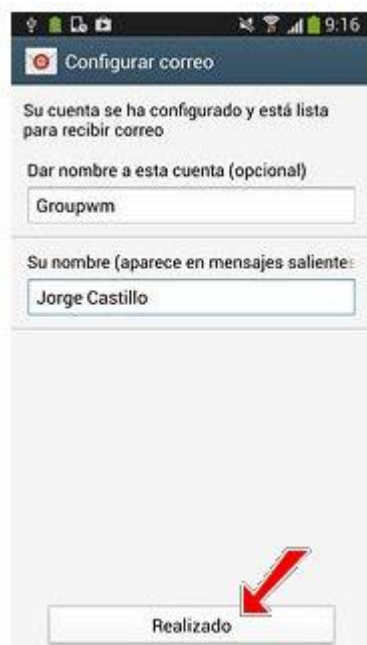 9:16
Configurar correo
Su cuenta se ha configurado y está lista
para recibir correo
Dar nombre a esta cuenta (opcional)
Groupwm
Su nombre (aparece en mensajes saliente
Jorge Castillo
Realizado